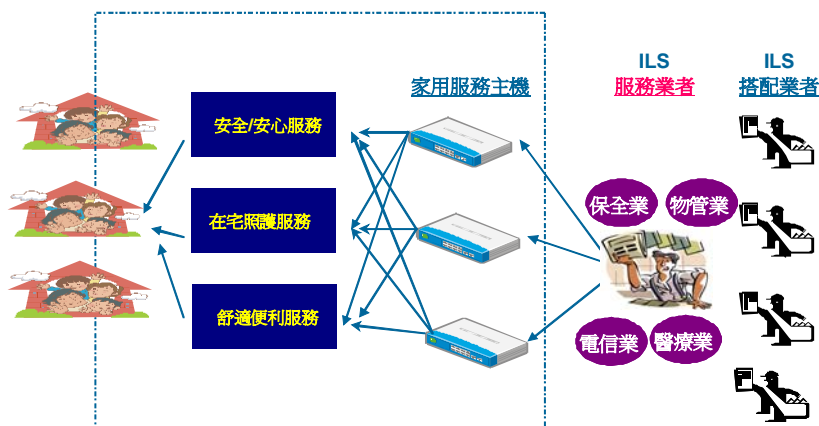 ILS
ILS
家用服務主機
服務業者
搭配業者
安全/安心服務
在宅照護服務
舒適便利服務
保全業
物管業
電信業
醫療業